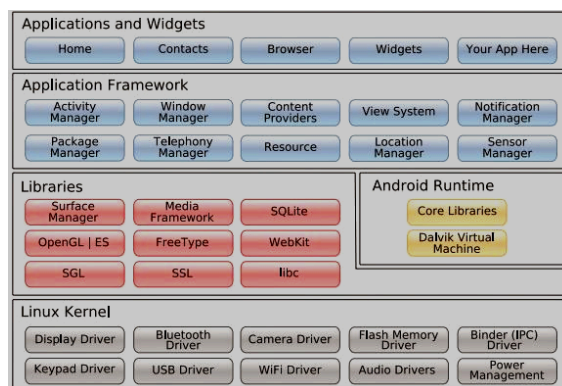 Applications and Widgets
Home
Contacts
Browser
Widgets
Your App Here
Application Framework
Activity
Manager
Window
Manager
Content
Providers
View System
Notification
Manager
Package
Manager
Telephony
Manager
Resource
Location
Manager
Sensor
Manager
Libraries
Surface
Manager
Media
Framework
SQLite
OpenGL | ES
FreeType
WebKit
SGL
SSL
libc
Android Runtime
Core Libraries
Dalvik Virtual
Machine
Linux Kernel
Display Driver
Bluetooth
Driver
Camera Driver
Flash Memory
Driver
Binder (IPC)
Driver
Keypad Driver
USB Driver
WiFi Driver
Audio Drivers
Power
Management